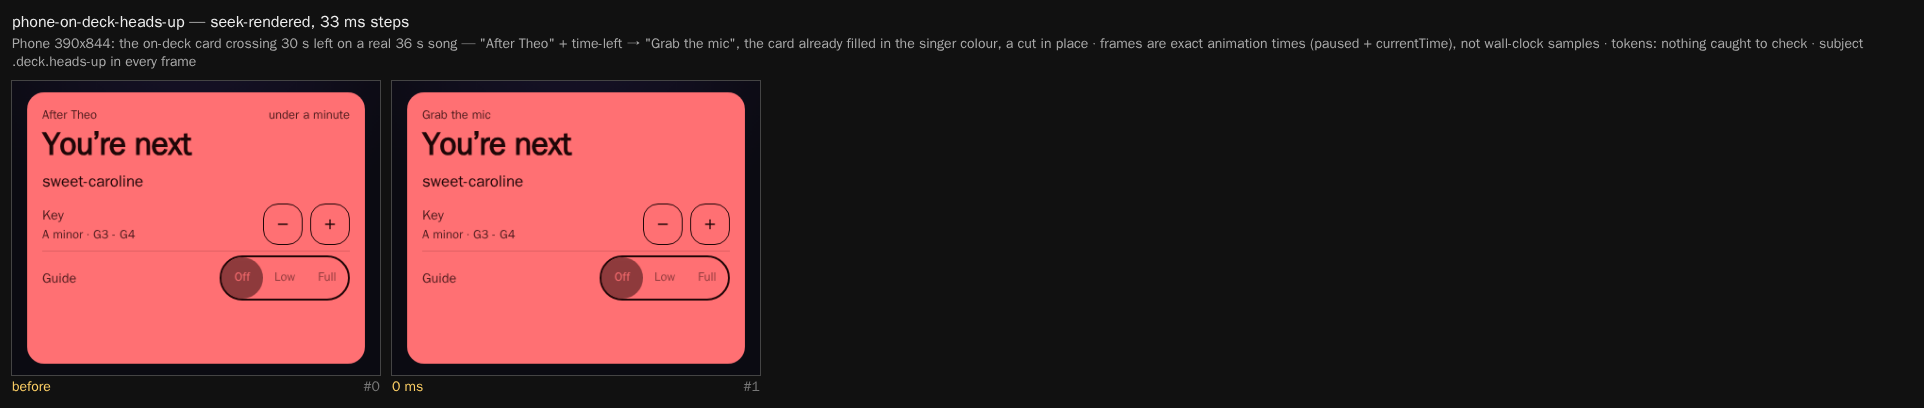 phone-on-deck-heads-up — seek-rendered, 33 ms steps
Phone 390x844: the on-deck card crossing 30 s left on a real 36 s song — "After Theo" + time-left → "Grab the mic", the card already filled in the singer colour, a cut in place · frames are exact animation times (paused + currentTime), not wall-clock samples · tokens: nothing caught to check · subject
.deck.heads-up in every frame
After Theo under a minute
You're next
sweet-caroline
Key
A minor · G3 - G4
− +
Guide
Off Low Full
before #0
Grab the mic
You're next
sweet-caroline
Key
A minor · G3 - G4
− +
Guide
Off Low Full
0 ms #1